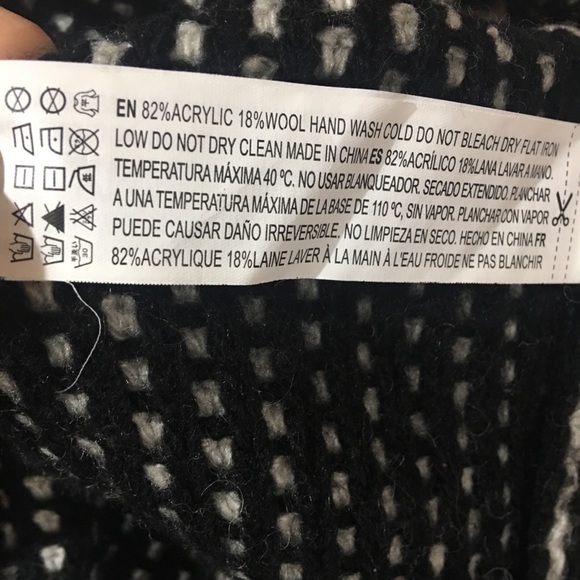 EN 82%ACRYLIC 18%WOOL HAND WASH COLD DO NOT BLEACH DRY FLAT IRON
LOW DO NOT DRY CLEAN MADE IN CHINA ES 82%ACRÍLICO 18%LANA LAVAR A MANO.
TEMPERATURA MÁXIMA 40 ºC. NO USAR BLANQUEADOR. SECADO EXTENDIDO. PLANCHAR
A UNA TEMPERATURA MÁXIMA DE LA BASE DE 110 ºC, SIN VAPOR. PLANCHAR CON VAPOR
PUEDE CAUSAR DAÑO IRREVERSIBLE. NO LIMPIEZA EN SECO. HECHO EN CHINA FR
82%ACRYLIQUE 18%LAINE LAVER À LA MAIN À L'EAU FROIDE NE PAS BLANCHIR